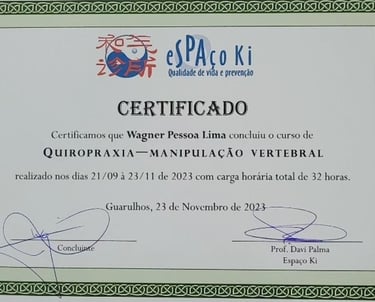 eSPAço Ki
Qualidade de vida e prevenção
CERTIFICADO
Certificamos que Wagner Pessoa Lima concluiu o curso de
QUIROPRAXIA—MANIPULAÇÃO VERTEBRAL
realizado nos dias 21/09 à 23/11 de 2023 com carga horária total de 32 horas.
Guarulhos, 23 de Novembro de 2023
Concluinte
Prof. Davi Palma
Espaço Ki